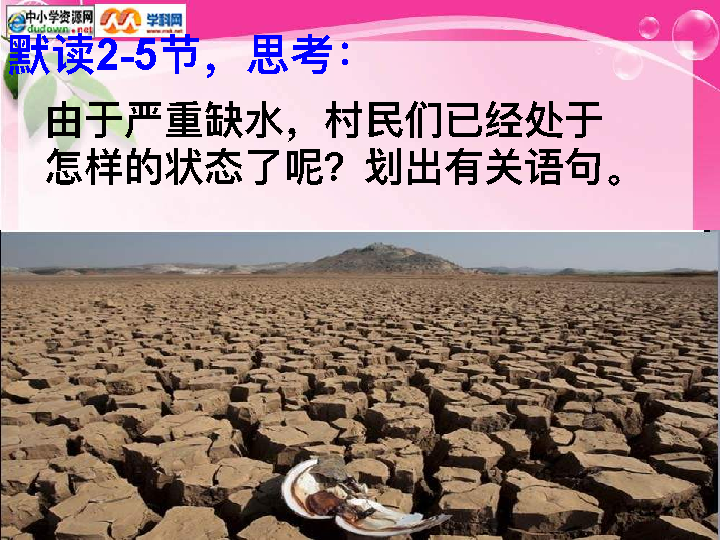 中小学资源网
dudown.net
学科网
默读2-5节，思考：
由于严重缺水，村民们已经处于
怎样的状态了呢？划出有关语句。